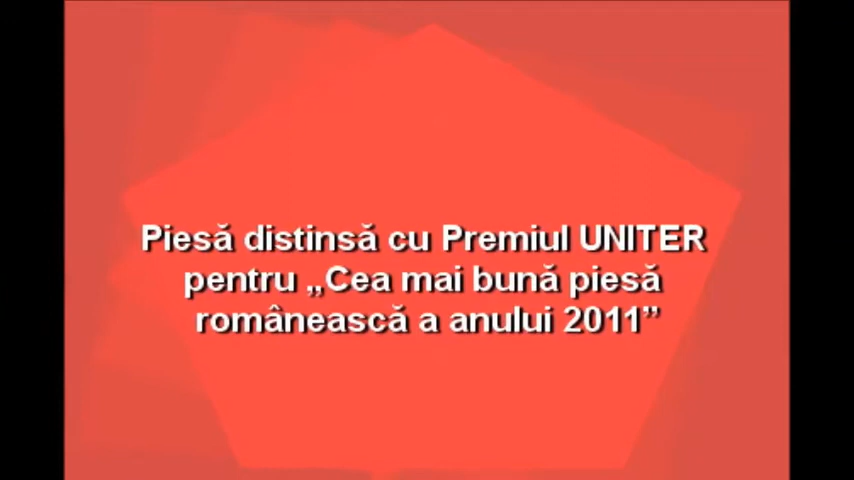 Piesă distinsă cu Premiul UNITER
pentru „Cea mai bună piesă
românească a anului 2011”